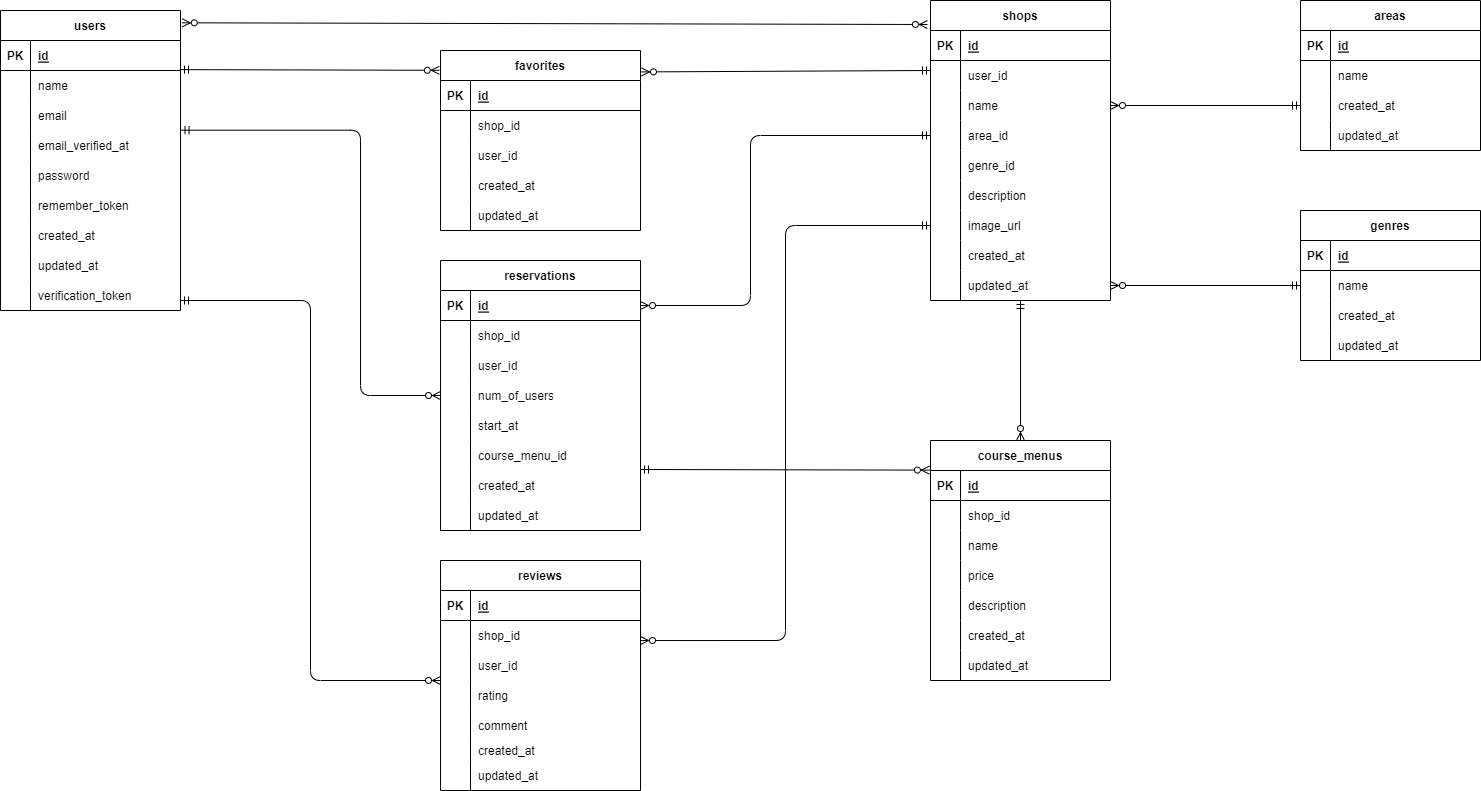 users
PK id
name
email
email_verified_at
password
remember_token
created_at
updated_at
verification_token
favorites
PK id
shop_id
user_id
created_at
updated_at
reservations
PK id
shop_id
user_id
num_of_users
start_at
course_menu_id
created_at
updated_at
reviews
PK id
shop_id
user_id
rating
comment
created_at
updated_at
shops
PK id
user_id
name
area_id
genre_id
description
image_url
created_at
updated_at
course_menus
PK id
shop_id
name
price
description
created_at
updated_at
areas
PK id
name
created_at
updated_at
genres
PK id
name
created_at
updated_at